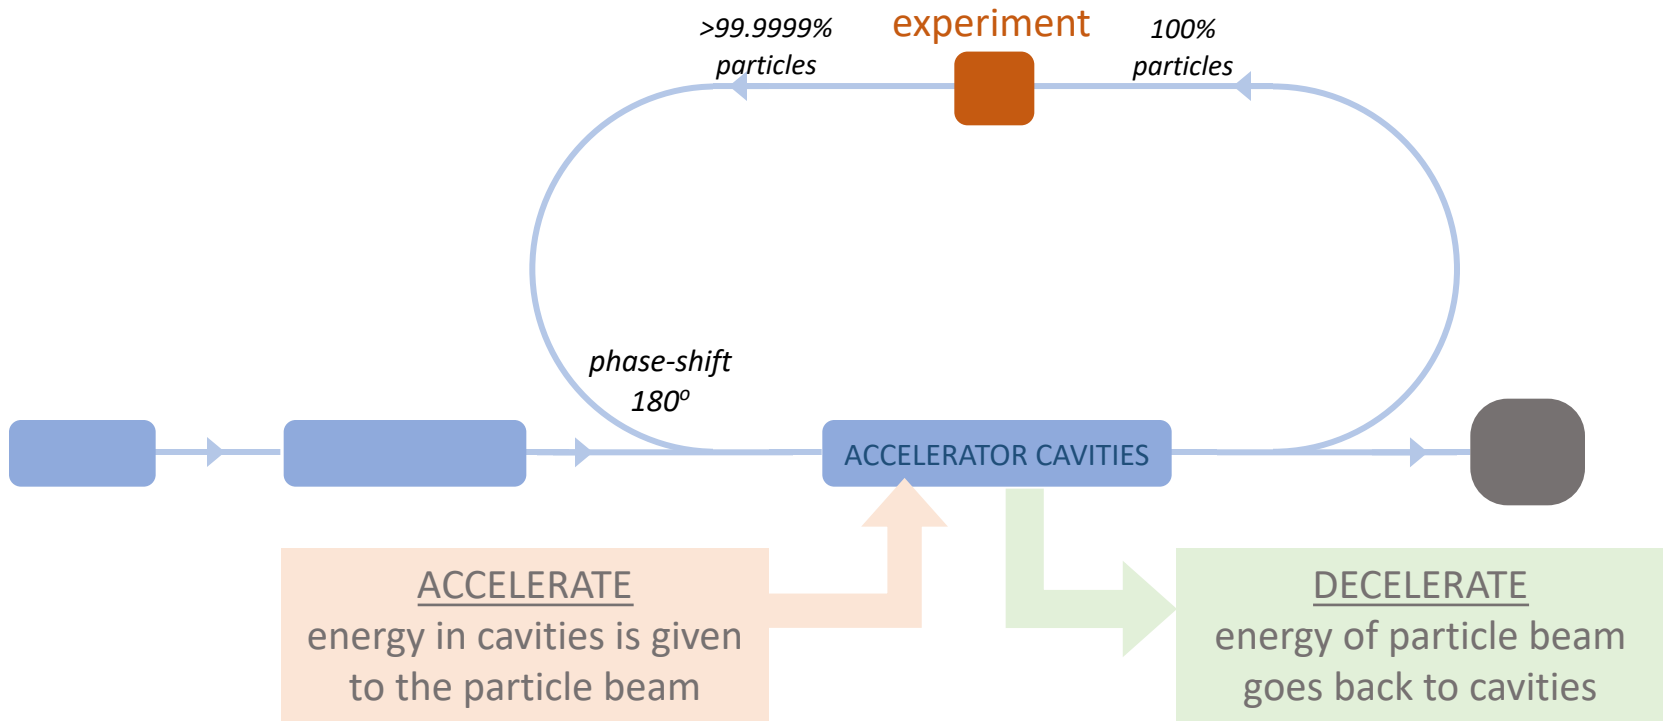 >99.9999%
particles
experiment
100%
particles
phase-shift
180º
ACCELERATOR CAVITIES
ACCELERATE
energy in cavities is given
to the particle beam
DECELERATE
energy of particle beam
goes back to cavities